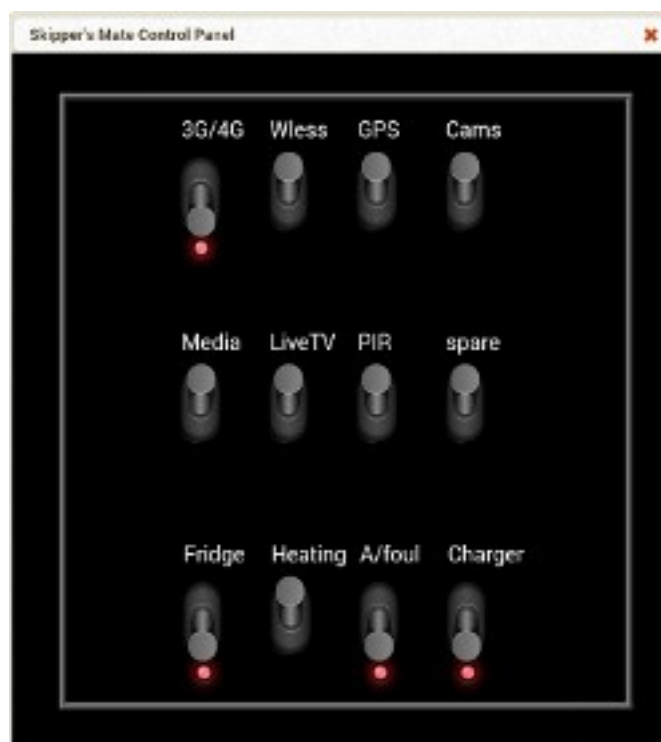 Skipper's Mate Control Panel
3G/4G Wless GPS Cams
Media LiveTV PIR spare
Fridge Heating A/foul Charger